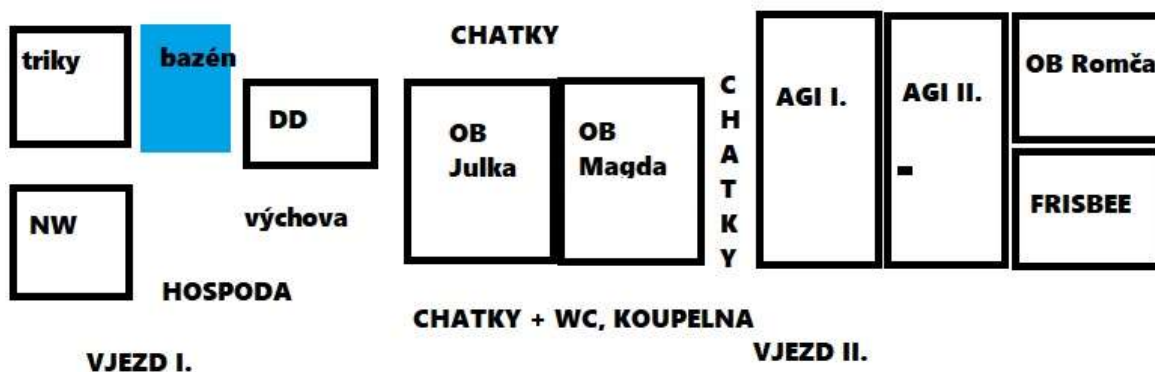 triky
bazén
DD
NW
výchova
HOSPODA
VJEZD I.
CHATKY
OB
Julka
OB
Magda
CHATKY
CHATKY + WC, KOUPELNA
AGI I.
AGI II.
OB Romča
FRISBEE
VJEZD II.